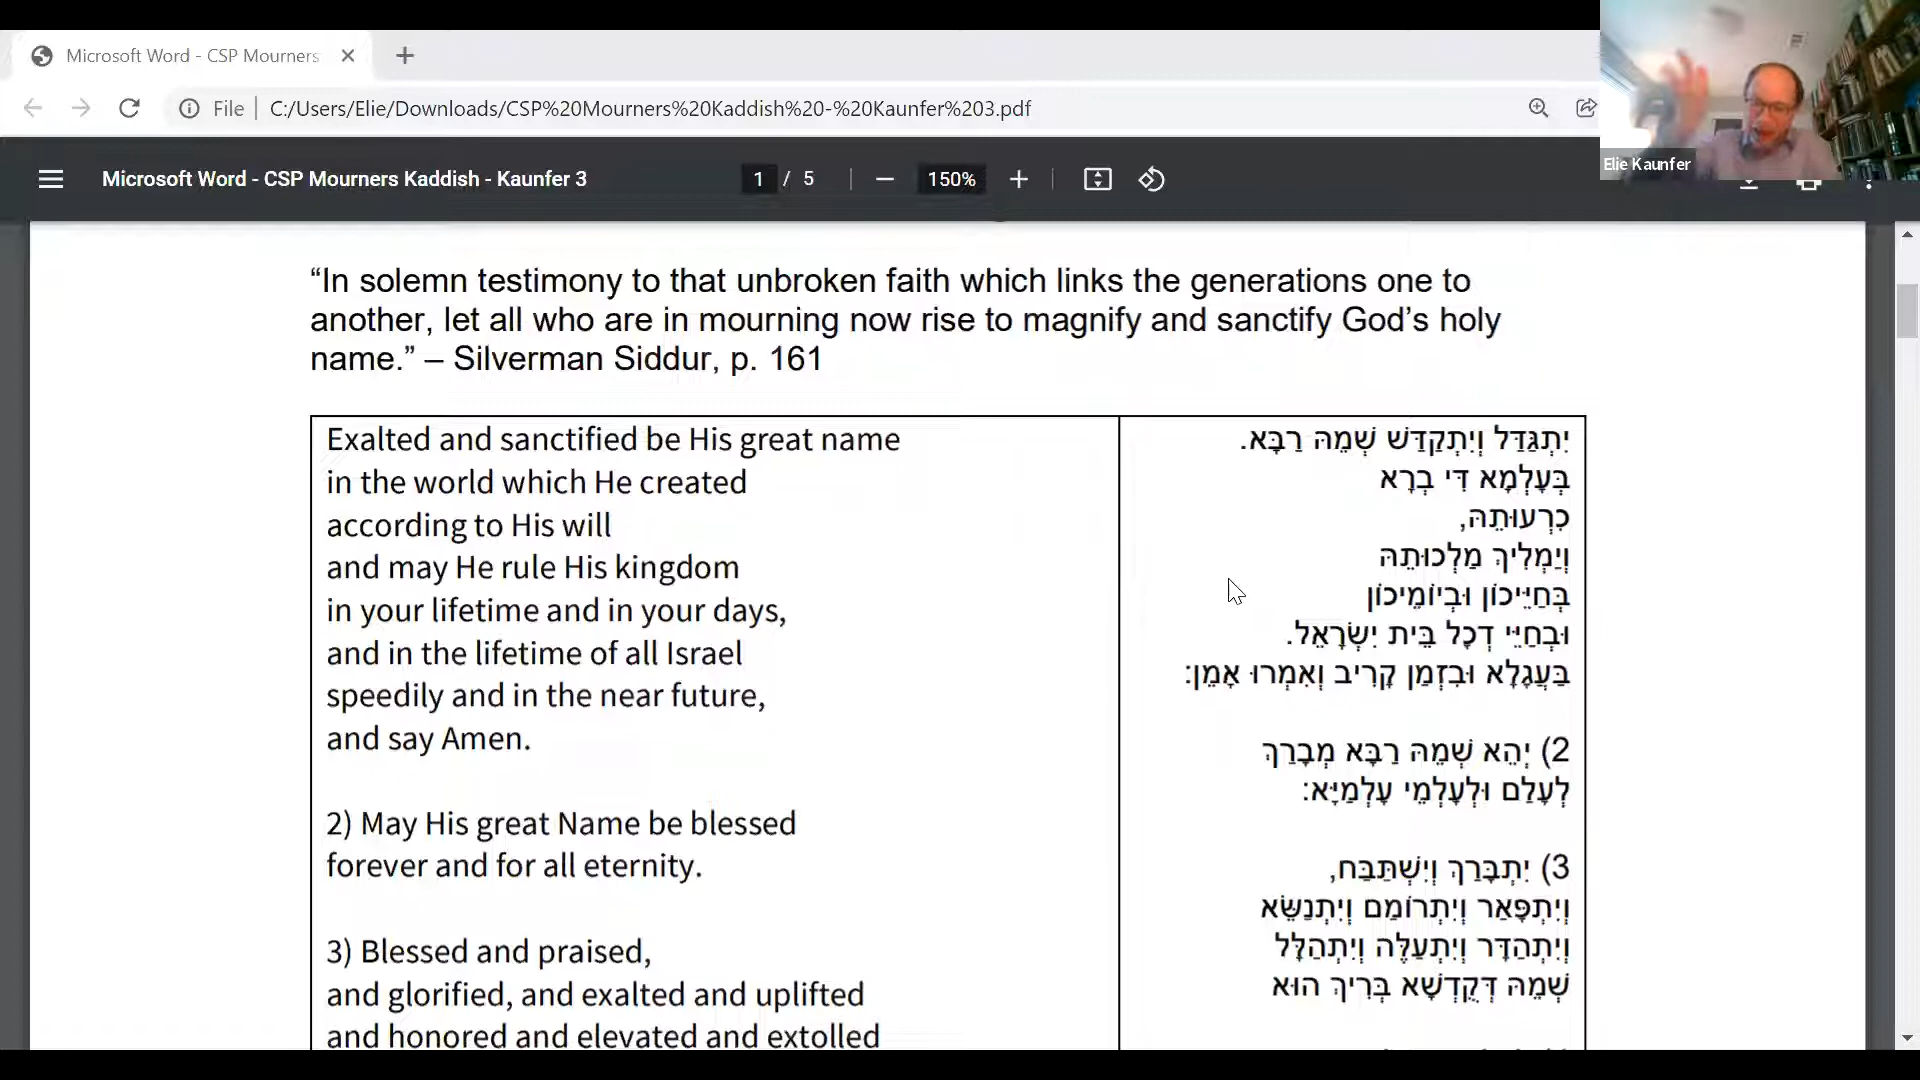 Microsoft Word - CSP Mourners
File
C:/Users/Elie/Downloads/CSP%20Mourners%20Kaddish%20-%20Kaunfer%203.pdf
Elie Kaunfer
Microsoft Word - CSP Mourners Kaddish - Kaunfer 3
1 / 5
150%
“In solemn testimony to that unbroken faith which links the generations one to
another, let all who are in mourning now rise to magnify and sanctify God’s holy
name.” – Silverman Siddur, p. 161
Exalted and sanctified be His great name
in the world which He created
according to His will
and may He rule His kingdom
in your lifetime and in your days,
and in the lifetime of all Israel
speedily and in the near future,
and say Amen.
2) May His great Name be blessed
forever and for all eternity.
3) Blessed and praised,
and glorified, and exalted and uplifted
and honored and elevated and extolled
יִתְגַּדַּל וְיִתְקַדַּשׁ שְׁמֵהּ רַבָּא.
בְּעָלְמָא דִּי בְרָא
כִרְעוּתֵהּ,
וְיַמְלִיךְ מַלְכוּתֵהּ
בְּחַיֵּיכוֹן וּבְיוֹמֵיכוֹן
וּבְחַיֵּי דְכָל בֵּית יִשְׂרָאֵל.
בַּעֲגָלָא וּבִזְמַן קָרִיב וְאִמְרוּ אָמֵן:
2) יְהֵא שְׁמֵהּ רַבָּא מְבָרַךְ
לְעָלַם וּלְעָלְמֵי עָלְמַיָּא:
3) יִתְבָּרַךְ וְיִשְׁתַּבַּח,
וְיִתְפָּאַר וְיִתְרוֹמַם וְיִתְנַשֵּׂא
וְיִתְהַדָּר וְיִתְעַלֶּה וְיִתְהַלָּל
שְׁמֵהּ דְּקֻדְשָׁא בְּרִיךְ הוּא